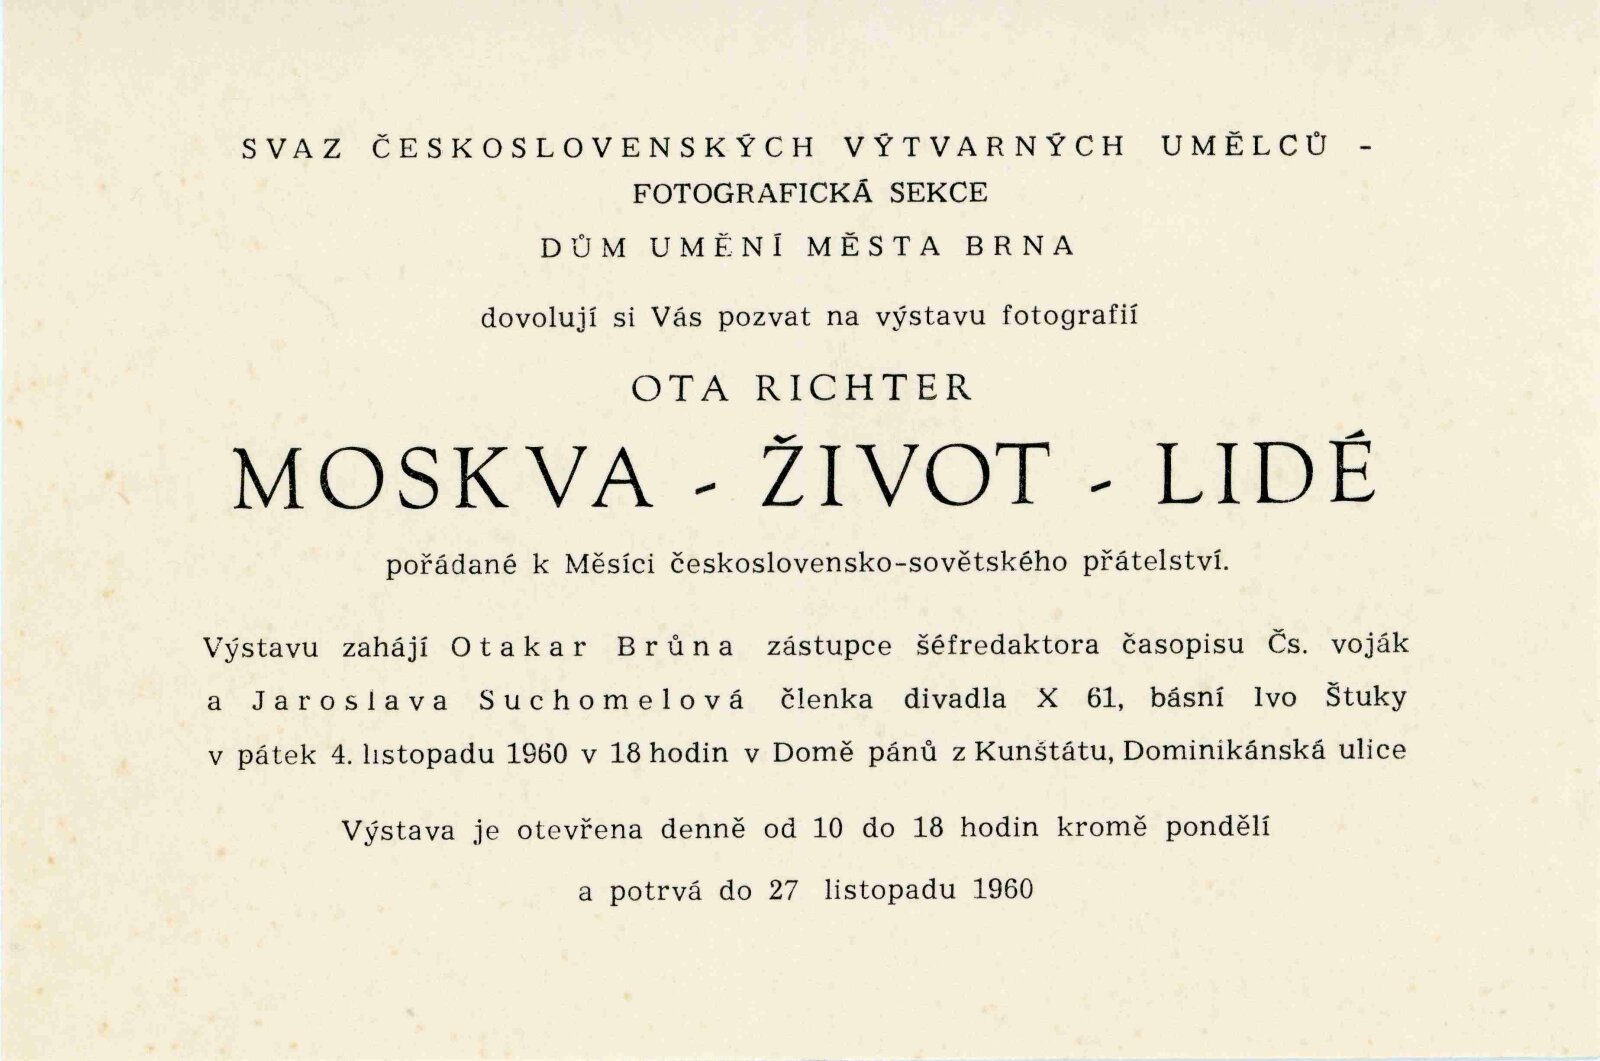 SVAZ ČESKOSLOVENSKÝCH VÝTVARNÝCH UMĚLCŮ -
FOTOGRAFICKÁ SEKCE
DŮM UMĚNÍ MĚSTA BRNA
dovolují si Vás pozvat na výstavu fotografií
OTA RICHTER
MOSKVA - ŽIVOT - LIDÉ
pořádané k Měsíci československo-sovětského přátelství.
Výstavu zahájí Otakar Brůna zástupce šéfredaktora časopisu Čs. voják
a Jaroslava Suchomelová členka divadla X 61, básní Ivo Štuky
v pátek 4. listopadu 1960 v 18 hodin v Domě pánů z Kunštátu, Dominikánská ulice
Výstava je otevřena denně od 10 do 18 hodin kromě pondělí
a potrvá do 27 listopadu 1960